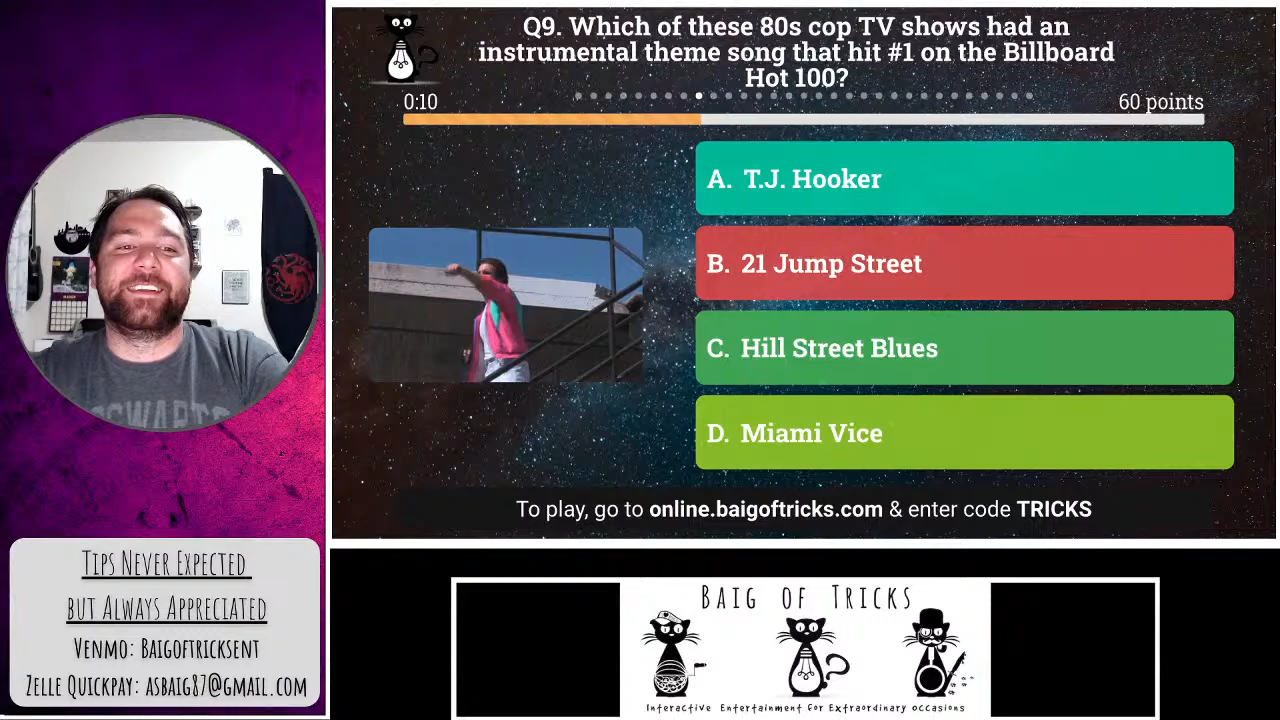 Q9. Which of these 80s cop TV shows had an
instrumental theme song that hit #1 on the Billboard
Hot 100?
0:10
60 points
A. T.J. Hooker
B. 21 Jump Street
C. Hill Street Blues
D. Miami Vice
To play, go to online.baigoftricks.com & enter code TRICKS
HOGWARTS
TIPS NEVER EXPECTED
BUT ALWAYS APPRECIATED
VENMO: BAIGOFTRICKSENT
ZELLE QUICKPAY: ASBAIG87@GMAIL.COM
BAIG OF TRICKS
Interactive Entertainment for Extraordinary Occasions